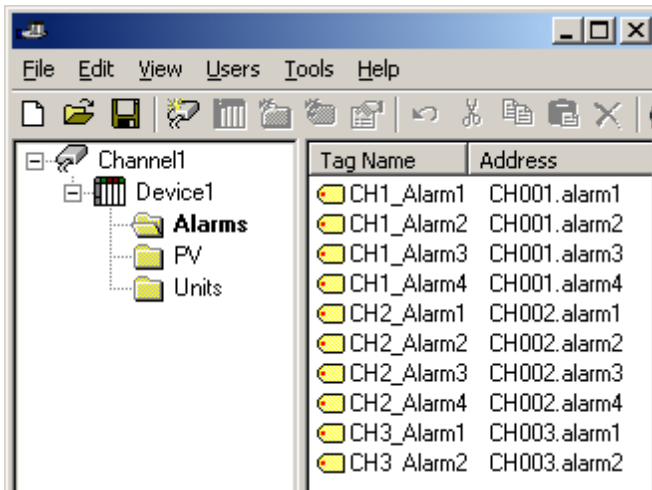 File Edit View Users Tools Help
Channel1
Device1
Alarms
PV
Units
Tag Name Address
CH1_Alarm1 CH001.alarm1
CH1_Alarm2 CH001.alarm2
CH1_Alarm3 CH001.alarm3
CH1_Alarm4 CH001.alarm4
CH2_Alarm1 CH002.alarm1
CH2_Alarm2 CH002.alarm2
CH2_Alarm3 CH002.alarm3
CH2_Alarm4 CH002.alarm4
CH3_Alarm1 CH003.alarm1
CH3 Alarm2 CH003.alarm2